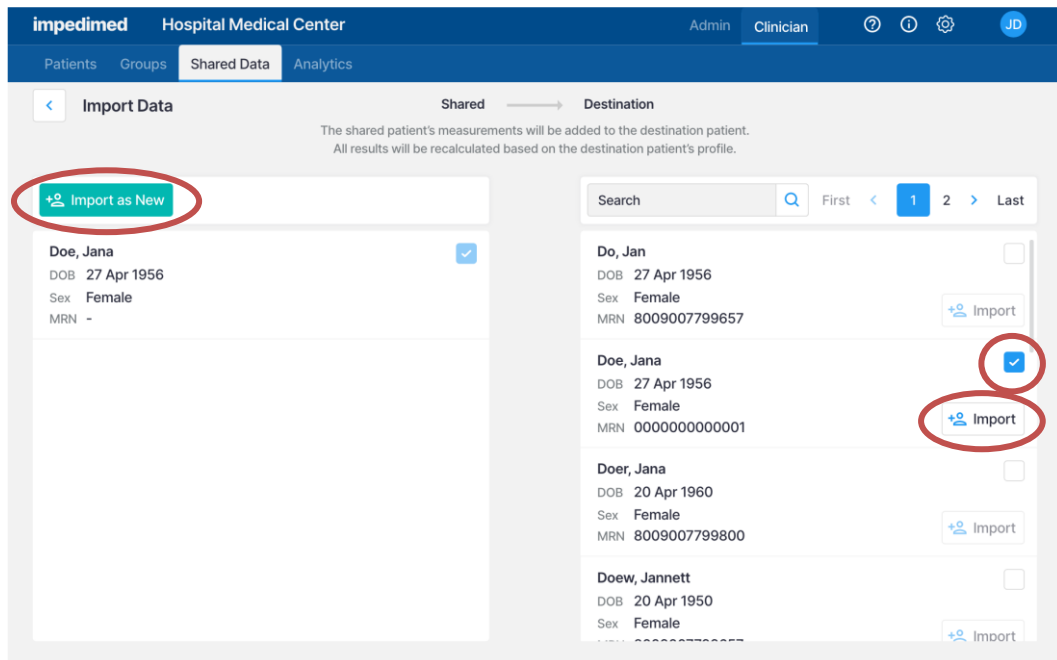 impedimed Hospital Medical Center Admin Clinician JD
Patients Groups Shared Data Analytics
Import Data Shared Destination
The shared patient's measurements will be added to the destination patient.
All results will be recalculated based on the destination patient's profile.
Import as New
Search First 1 2 Last
Doe, Jana
DOB 27 Apr 1956
Sex Female
MRN -
Do, Jan
DOB 27 Apr 1956
Sex Female
MRN 8009007799657
Import
Doe, Jana
DOB 27 Apr 1956
Sex Female
MRN 0000000000001
Import
Doer, Jana
DOB 20 Apr 1960
Sex Female
MRN 8009007799800
Import
Doew, Jannett
DOB 20 Apr 1950
Sex Female
Import